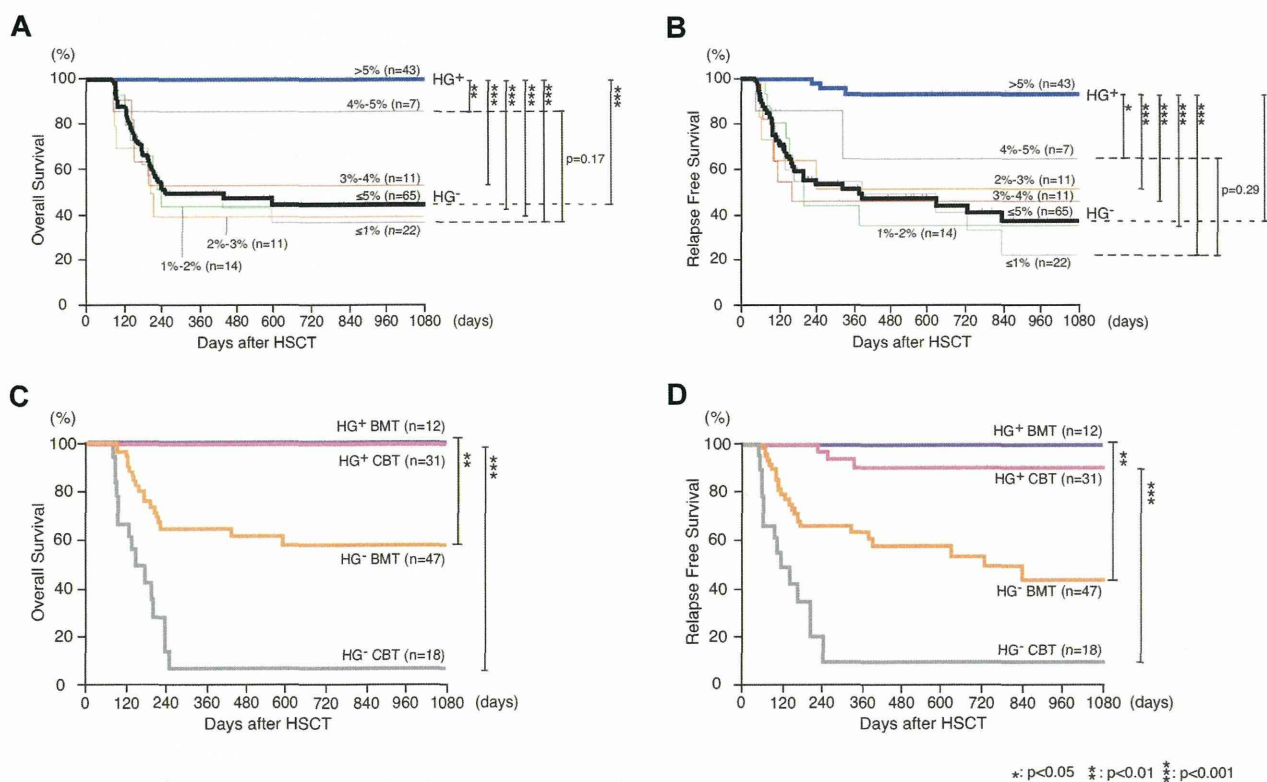 A
(%)
100
80
60
40
20
0
Overall Survival
>5% (n=43)
HG+
4%-5% (n=7)
3%-4% (n=11)
≤5% (n=65)
HG-
2%-3% (n=11)
≤1% (n=22)
1%-2% (n=14)
**
***
***
***
***
***
p=0.17
0 120 240 360 480 600 720 840 960 1080 (days)
Days after HSCT
B
(%)
100
80
60
40
20
0
Relapse Free Survival
>5% (n=43)
HG+
4%-5% (n=7)
2%-3% (n=11)
3%-4% (n=11)
≤5% (n=65)
HG-
1%-2% (n=14)
≤1% (n=22)
*
***
***
***
***
p=0.29
0 120 240 360 480 600 720 840 960 1080 (days)
Days after HSCT
C
(%)
100
80
60
40
20
0
Overall Survival
HG+ BMT (n=12)
HG+ CBT (n=31)
HG- BMT (n=47)
HG- CBT (n=18)
**
***
0 120 240 360 480 600 720 840 960 1080 (days)
Days after HSCT
D
(%)
100
80
60
40
20
0
Relapse Free Survival
HG+ BMT (n=12)
HG+ CBT (n=31)
HG- BMT (n=47)
HG- CBT (n=18)
**
***
0 120 240 360 480 600 720 840 960 1080 (days)
Days after HSCT
*: p<0.05 **: p<0.01 ***: p<0.001